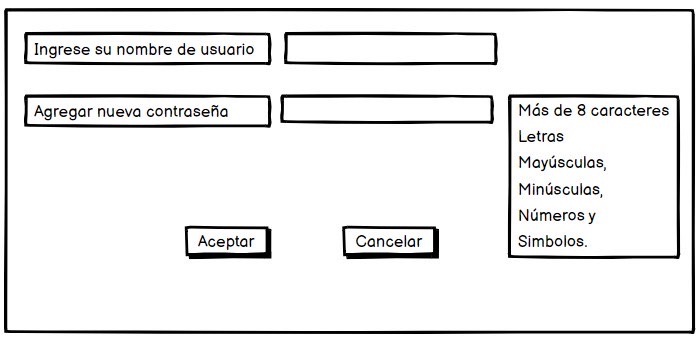 Ingrese su nombre de usuario
Agregar nueva contraseña
Más de 8 caracteres
Letras
Mayúsculas,
Minúsculas,
Números y
Simbolos.
Aceptar
Cancelar